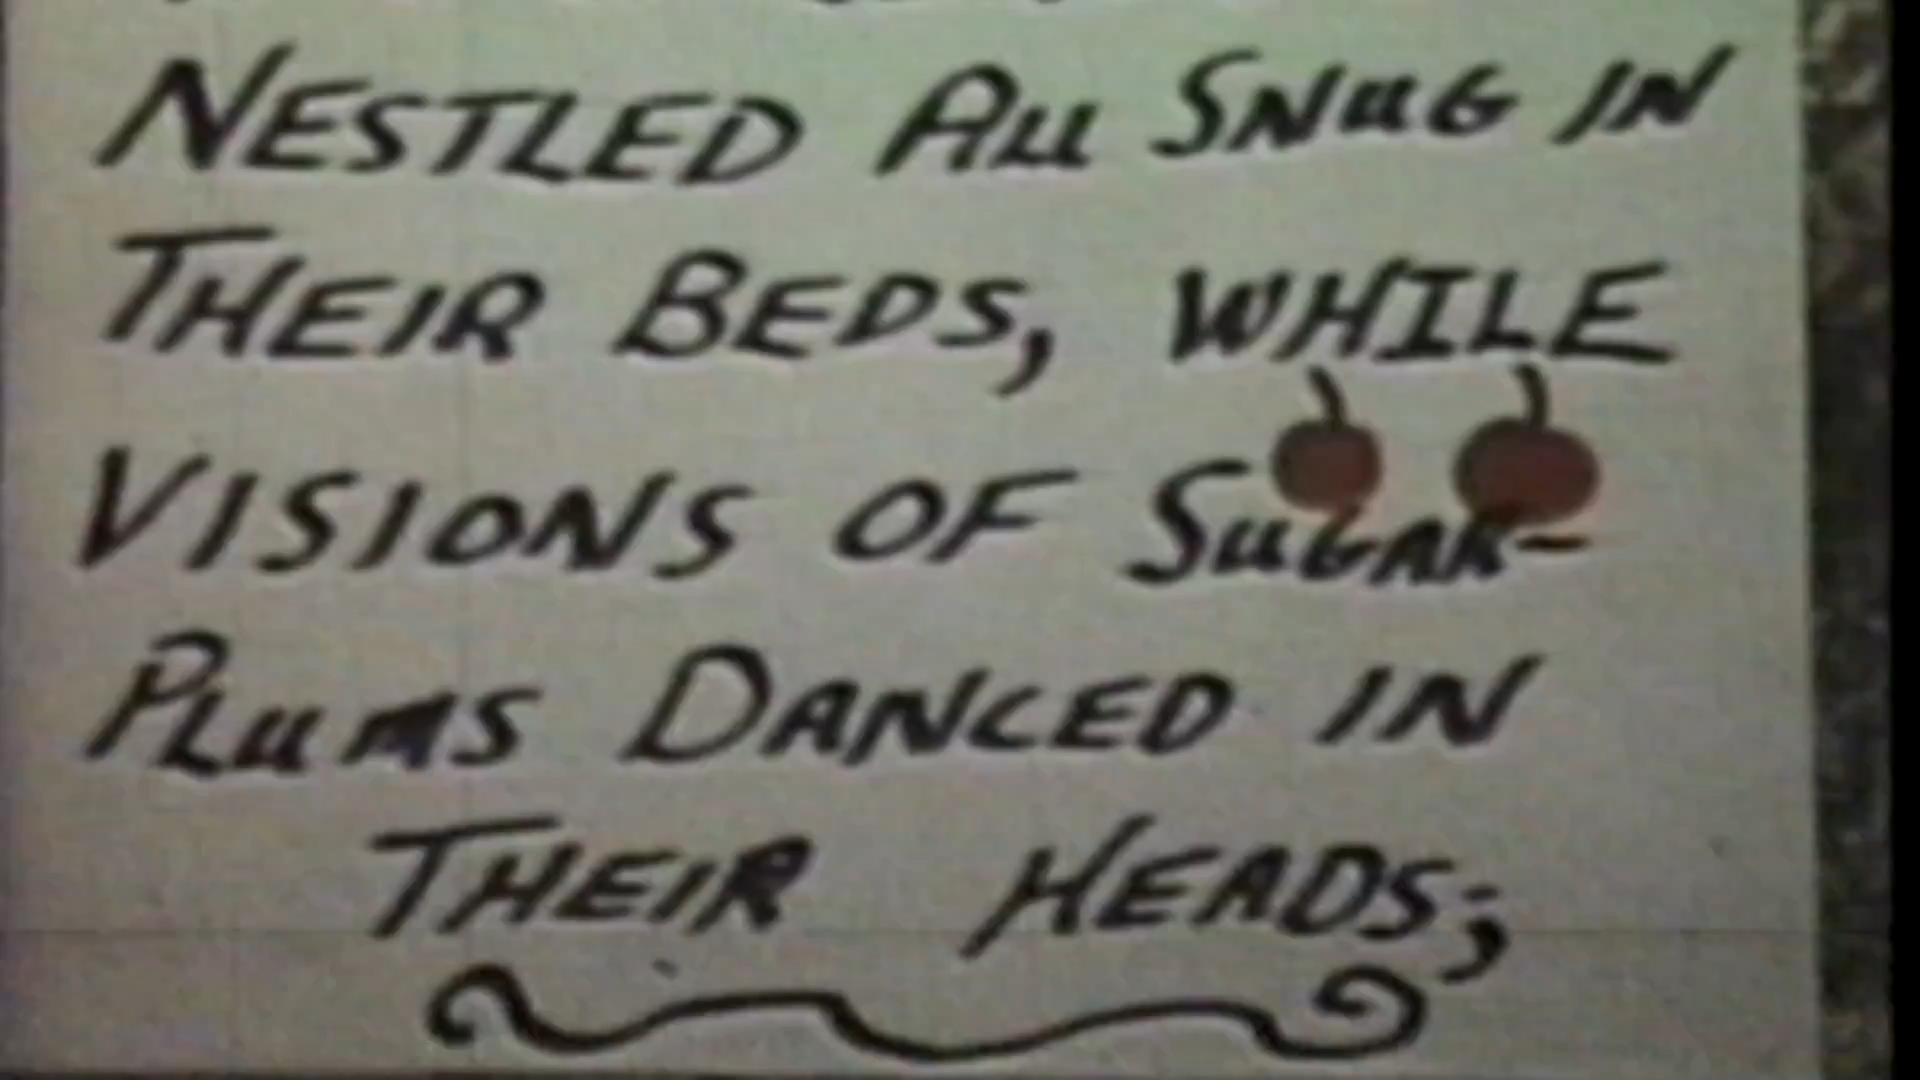 NESTLED All SNUG IN
THEIR BEDS, WHILE
VISIONS OF SUGAR-
PLUMS DANCED IN
THEIR HEADS;